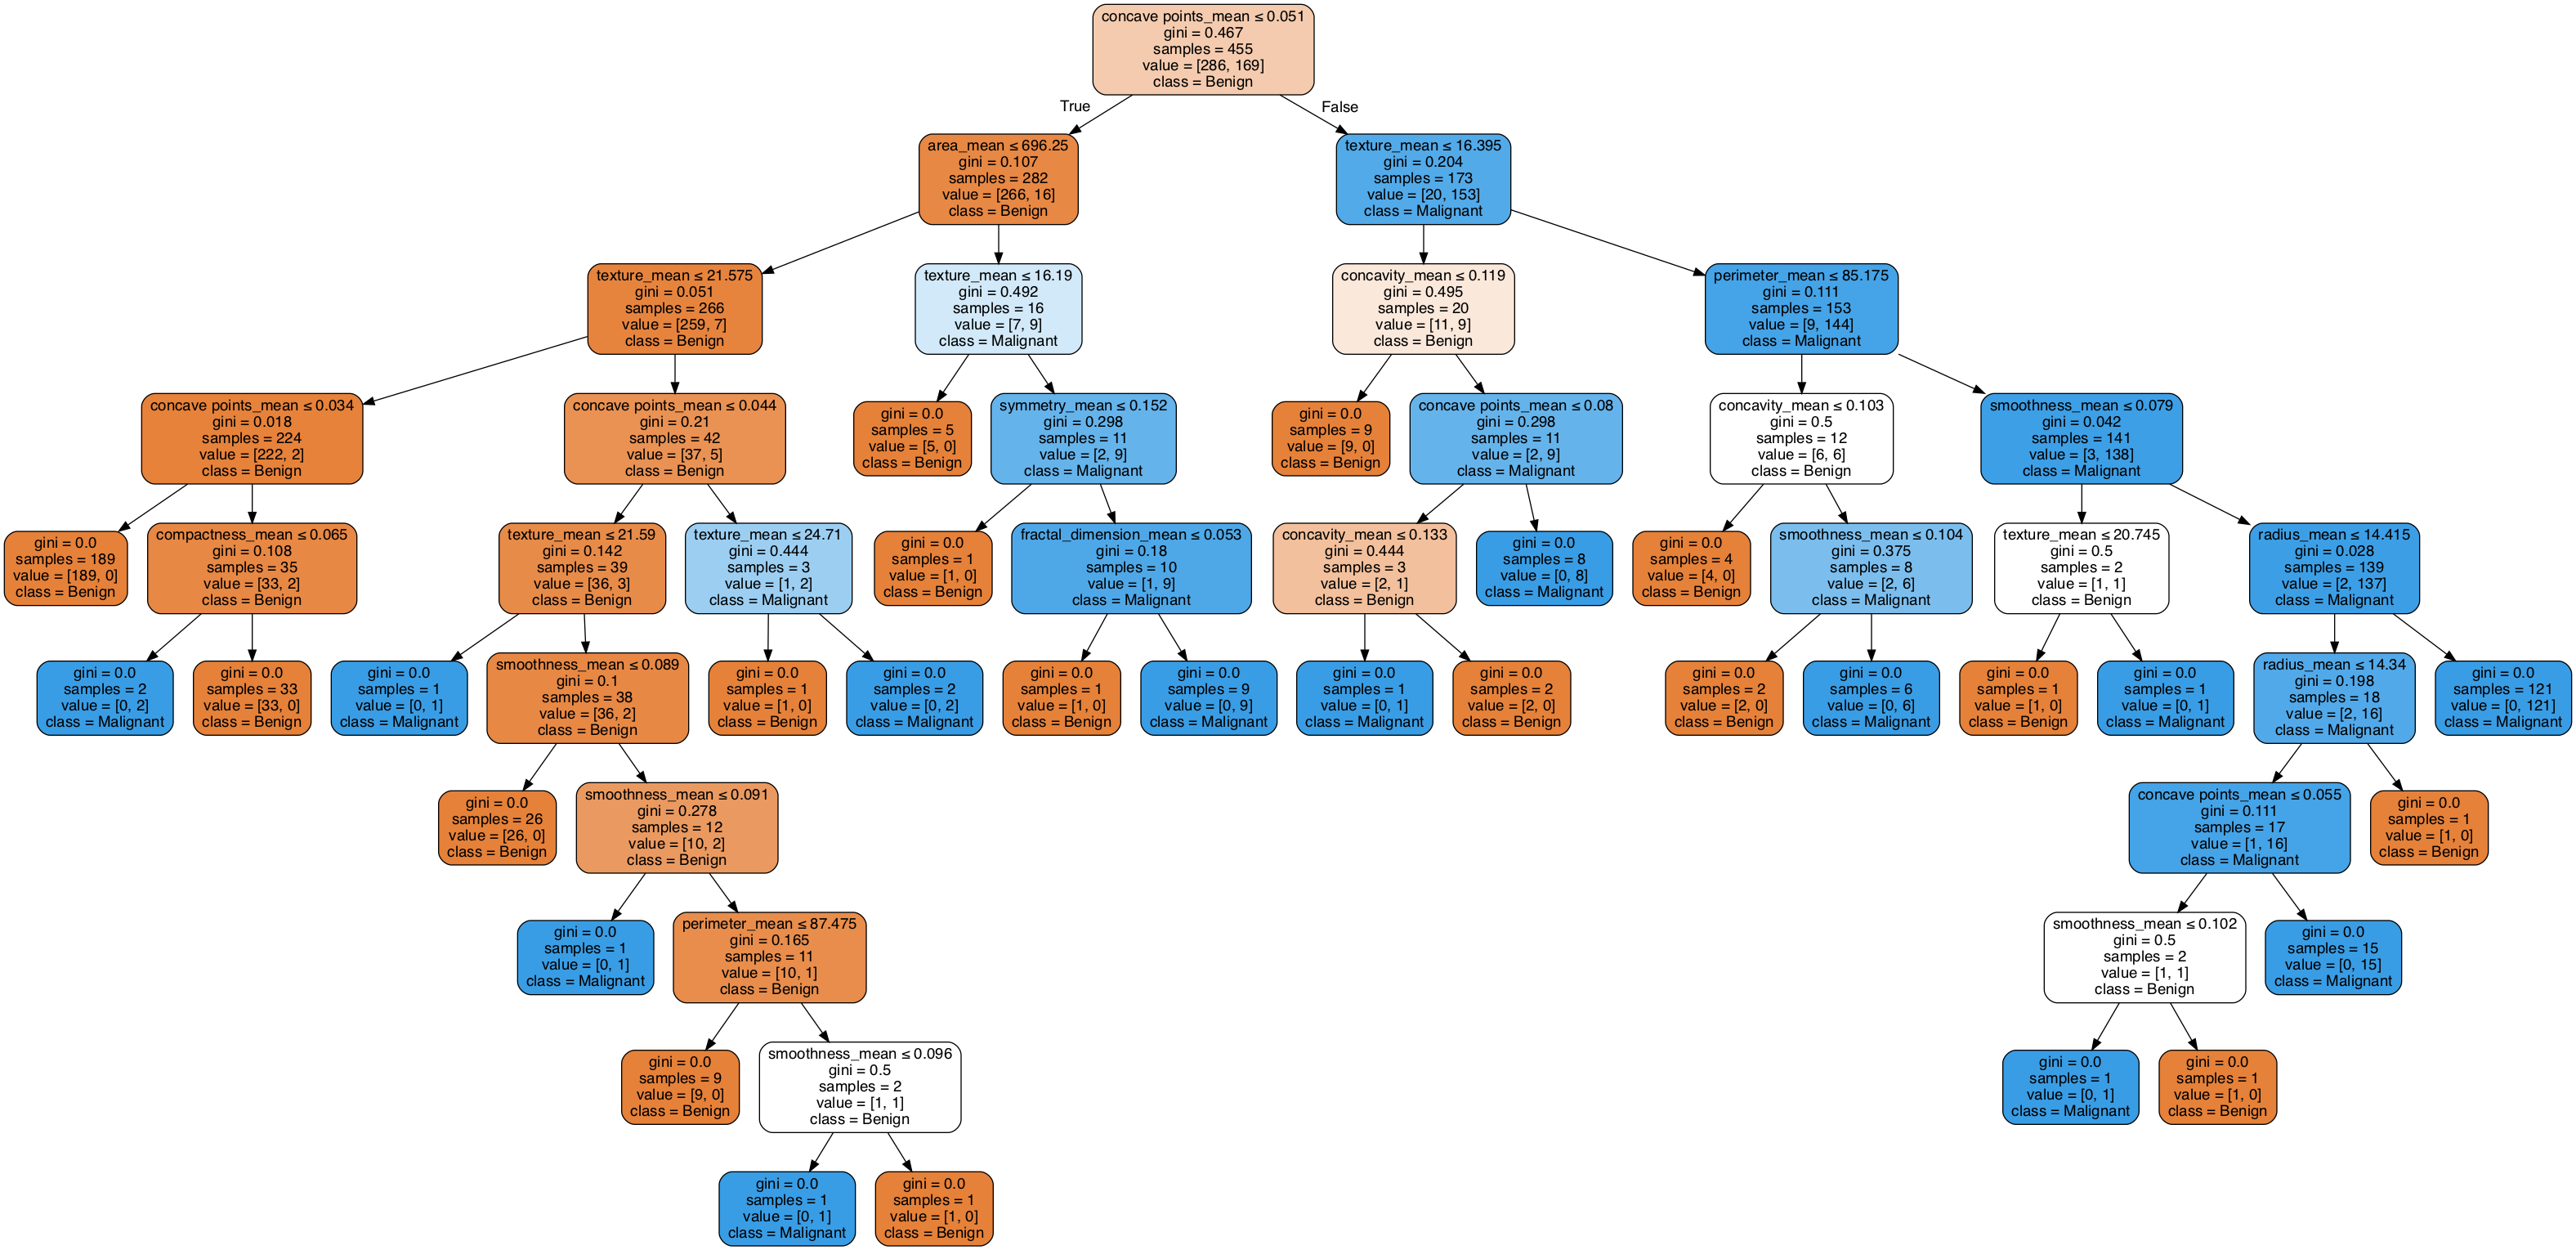 concave points_mean ≤ 0.051
gini = 0.467
samples = 455
value = [286, 169]
class = Benign
True
False
area_mean ≤ 696.25
gini = 0.107
samples = 282
value = [266, 16]
class = Benign
texture_mean ≤ 16.395
gini = 0.204
samples = 173
value = [20, 153]
class = Malignant
texture_mean ≤ 21.575
gini = 0.051
samples = 266
value = [259, 7]
class = Benign
texture_mean ≤ 16.19
gini = 0.492
samples = 16
value = [7, 9]
class = Malignant
concavity_mean ≤ 0.119
gini = 0.495
samples = 20
value = [11, 9]
class = Benign
perimeter_mean ≤ 85.175
gini = 0.111
samples = 153
value = [9, 144]
class = Malignant
concave points_mean ≤ 0.034
gini = 0.018
samples = 224
value = [222, 2]
class = Benign
concave points_mean ≤ 0.044
gini = 0.21
samples = 42
value = [37, 5]
class = Benign
gini = 0.0
samples = 5
value = [5, 0]
class = Benign
symmetry_mean ≤ 0.152
gini = 0.298
samples = 11
value = [2, 9]
class = Malignant
gini = 0.0
samples = 9
value = [9, 0]
class = Benign
concave points_mean ≤ 0.08
gini = 0.298
samples = 11
value = [2, 9]
class = Malignant
concavity_mean ≤ 0.103
gini = 0.5
samples = 12
value = [6, 6]
class = Benign
smoothness_mean ≤ 0.079
gini = 0.042
samples = 141
value = [3, 138]
class = Malignant
gini = 0.0
samples = 189
value = [189, 0]
class = Benign
compactness_mean ≤ 0.065
gini = 0.108
samples = 35
value = [33, 2]
class = Benign
texture_mean ≤ 21.59
gini = 0.142
samples = 39
value = [36, 3]
class = Benign
texture_mean ≤ 24.71
gini = 0.444
samples = 3
value = [1, 2]
class = Malignant
gini = 0.0
samples = 1
value = [1, 0]
class = Benign
fractal_dimension_mean ≤ 0.053
gini = 0.18
samples = 10
value = [1, 9]
class = Malignant
concavity_mean ≤ 0.133
gini = 0.444
samples = 3
value = [2, 1]
class = Benign
gini = 0.0
samples = 8
value = [0, 8]
class = Malignant
gini = 0.0
samples = 4
value = [4, 0]
class = Benign
smoothness_mean ≤ 0.104
gini = 0.375
samples = 8
value = [2, 6]
class = Malignant
texture_mean ≤ 20.745
gini = 0.5
samples = 2
value = [1, 1]
class = Benign
radius_mean ≤ 14.415
gini = 0.028
samples = 139
value = [2, 137]
class = Malignant
gini = 0.0
samples = 2
value = [0, 2]
class = Malignant
gini = 0.0
samples = 33
value = [33, 0]
class = Benign
gini = 0.0
samples = 1
value = [0, 1]
class = Malignant
smoothness_mean ≤ 0.089
gini = 0.1
samples = 38
value = [36, 2]
class = Benign
gini = 0.0
samples = 1
value = [1, 0]
class = Benign
gini = 0.0
samples = 2
value = [0, 2]
class = Malignant
gini = 0.0
samples = 1
value = [1, 0]
class = Benign
gini = 0.0
samples = 9
value = [0, 9]
class = Malignant
gini = 0.0
samples = 1
value = [0, 1]
class = Malignant
gini = 0.0
samples = 2
value = [2, 0]
class = Benign
gini = 0.0
samples = 2
value = [2, 0]
class = Benign
gini = 0.0
samples = 6
value = [0, 6]
class = Malignant
gini = 0.0
samples = 1
value = [1, 0]
class = Benign
gini = 0.0
samples = 1
value = [0, 1]
class = Malignant
radius_mean ≤ 14.34
gini = 0.198
samples = 18
value = [2, 16]
class = Malignant
gini = 0.0
samples = 121
value = [0, 121]
class = Malignant
gini = 0.0
samples = 26
value = [26, 0]
class = Benign
smoothness_mean ≤ 0.091
gini = 0.278
samples = 12
value = [10, 2]
class = Benign
concave points_mean ≤ 0.055
gini = 0.111
samples = 17
value = [1, 16]
class = Malignant
gini = 0.0
samples = 1
value = [1, 0]
class = Benign
gini = 0.0
samples = 1
value = [0, 1]
class = Malignant
perimeter_mean ≤ 87.475
gini = 0.165
samples = 11
value = [10, 1]
class = Benign
smoothness_mean ≤ 0.102
gini = 0.5
samples = 2
value = [1, 1]
class = Benign
gini = 0.0
samples = 15
value = [0, 15]
class = Malignant
gini = 0.0
samples = 9
value = [9, 0]
class = Benign
smoothness_mean ≤ 0.096
gini = 0.5
samples = 2
value = [1, 1]
class = Benign
gini = 0.0
samples = 1
value = [0, 1]
class = Malignant
gini = 0.0
samples = 1
value = [1, 0]
class = Benign
gini = 0.0
samples = 1
value = [0, 1]
class = Malignant
gini = 0.0
samples = 1
value = [1, 0]
class = Benign